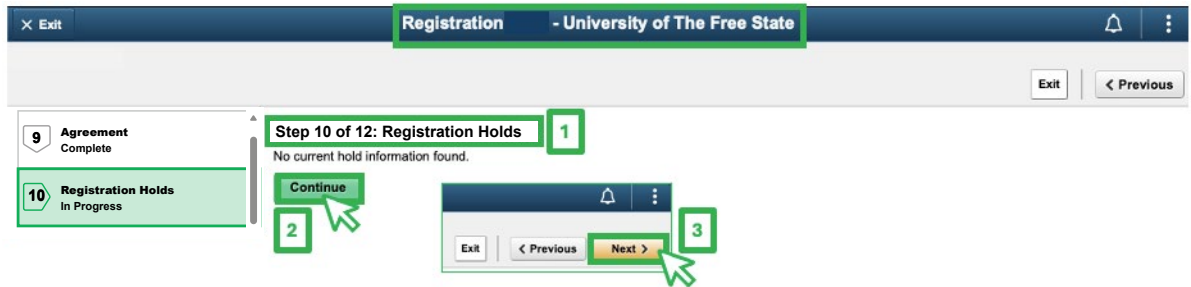 Exit
Registration - University of The Free State
Exit Previous
9 Agreement
Complete
10 Registration Holds
In Progress
Step 10 of 12: Registration Holds 1
No current hold information found.
Continue
2
Exit Previous Next
3